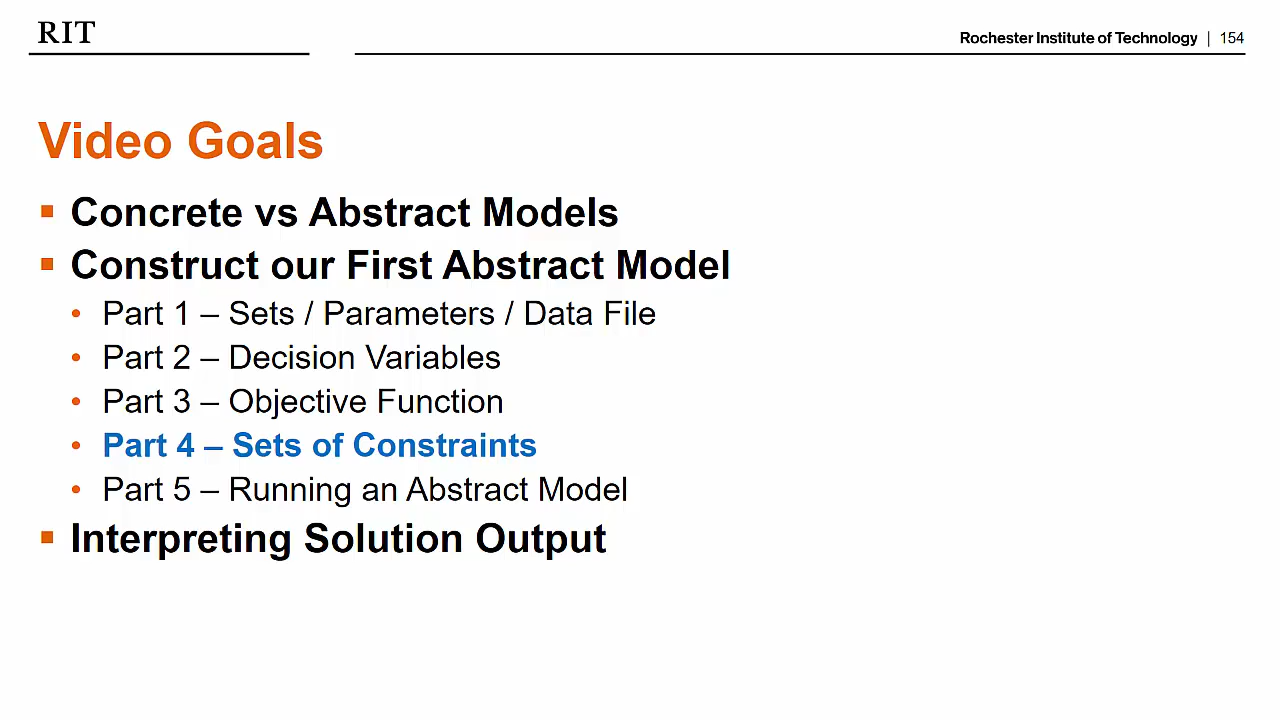 RIT
Rochester Institute of Technology | 154
Video Goals
▪ Concrete vs Abstract Models
▪ Construct our First Abstract Model
• Part 1 – Sets / Parameters / Data File
• Part 2 – Decision Variables
• Part 3 – Objective Function
• Part 4 – Sets of Constraints
• Part 5 – Running an Abstract Model
▪ Interpreting Solution Output